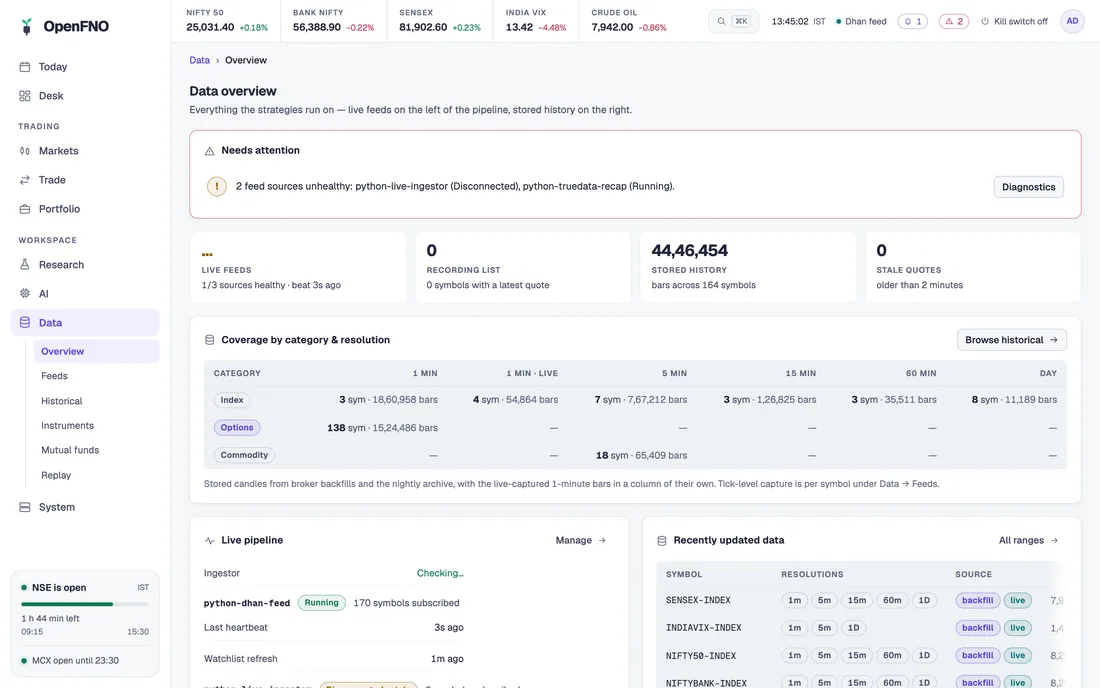 OpenFNO
NIFTY 50
25,031.40 +0.18%
BANK NIFTY
56,388.90 −0.22%
SENSEX
81,902.60 +0.23%
INDIA VIX
13.42 −4.48%
CRUDE OIL
7,942.00 −0.86%
⌘K
13:45:02 IST
Dhan feed
1
2
Kill switch off
AD
Today
Desk
TRADING
Markets
Trade
Portfolio
WORKSPACE
Research
AI
Data
Overview
Feeds
Historical
Instruments
Mutual funds
Replay
System
NSE is open IST
1 h 44 min left
09:15 15:30
MCX open until 23:30
Data › Overview
Data overview
Everything the strategies run on — live feeds on the left of the pipeline, stored history on the right.
Needs attention
! 2 feed sources unhealthy: python-live-ingestor (Disconnected), python-truedata-recap (Running).
Diagnostics
…
LIVE FEEDS
1/3 sources healthy · beat 3s ago
0
RECORDING LIST
0 symbols with a latest quote
44,46,454
STORED HISTORY
bars across 164 symbols
0
STALE QUOTES
older than 2 minutes
Coverage by category & resolution
Browse historical →
CATEGORY 1 MIN 1 MIN · LIVE 5 MIN 15 MIN 60 MIN DAY
Index 3 sym · 18,60,958 bars 4 sym · 54,864 bars 7 sym · 7,67,212 bars 3 sym · 1,26,825 bars 3 sym · 35,511 bars 8 sym · 11,189 bars
Options 138 sym · 15,24,486 bars — — — — —
Commodity — — 18 sym · 65,409 bars — — —
Stored candles from broker backfills and the nightly archive, with the live-captured 1-minute bars in a column of their own. Tick-level capture is per symbol under Data → Feeds.
Live pipeline
Manage →
Ingestor Checking…
python-dhan-feed Running 170 symbols subscribed
Last heartbeat 3s ago
Watchlist refresh 1m ago
Recently updated data
All ranges →
SYMBOL RESOLUTIONS SOURCE
SENSEX-INDEX 1m 5m 15m 60m 1D backfill live
INDIAVIX-INDEX 1m 5m 1D backfill live
NIFTY50-INDEX 1m 5m 15m 60m 1D backfill live
NIFTYBANK-INDEX 1m 5m 15m 60m 1D backfill live